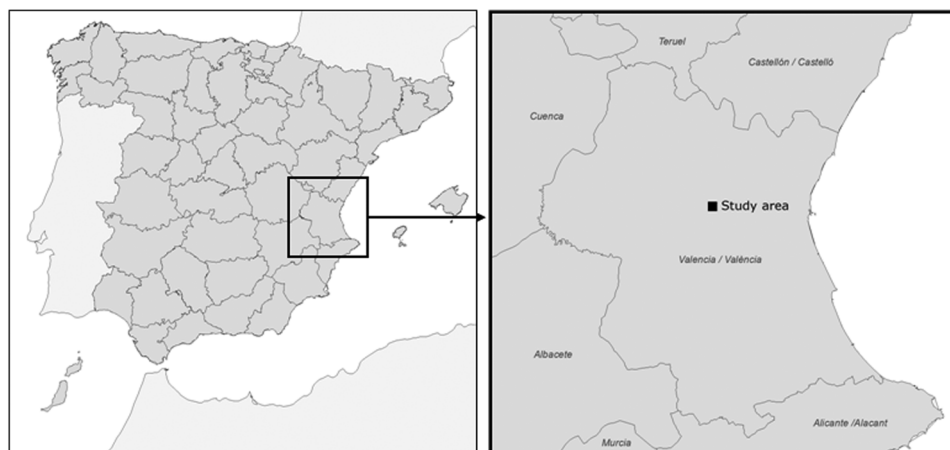 Teruel
Castellón / Castelló
Cuenca
Study area
Valencia / València
Albacete
Alicante /Alacant
Murcia